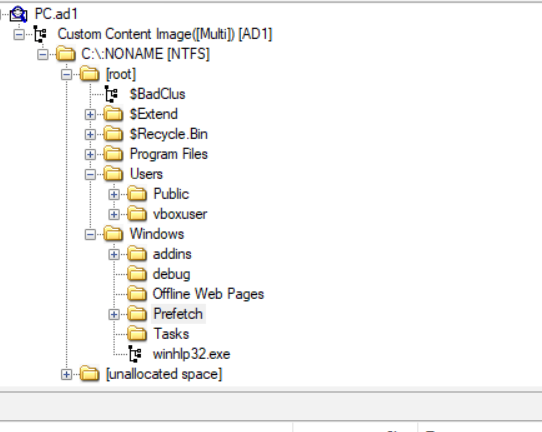 PC.ad1
Custom Content Image([Multi]) [AD1]
C:\:NONAME [NTFS]
[root]
$BadClus
$Extend
$Recycle.Bin
Program Files
Users
Public
vboxuser
Windows
addins
debug
Offline Web Pages
Prefetch
Tasks
winhlp32.exe
[unallocated space]